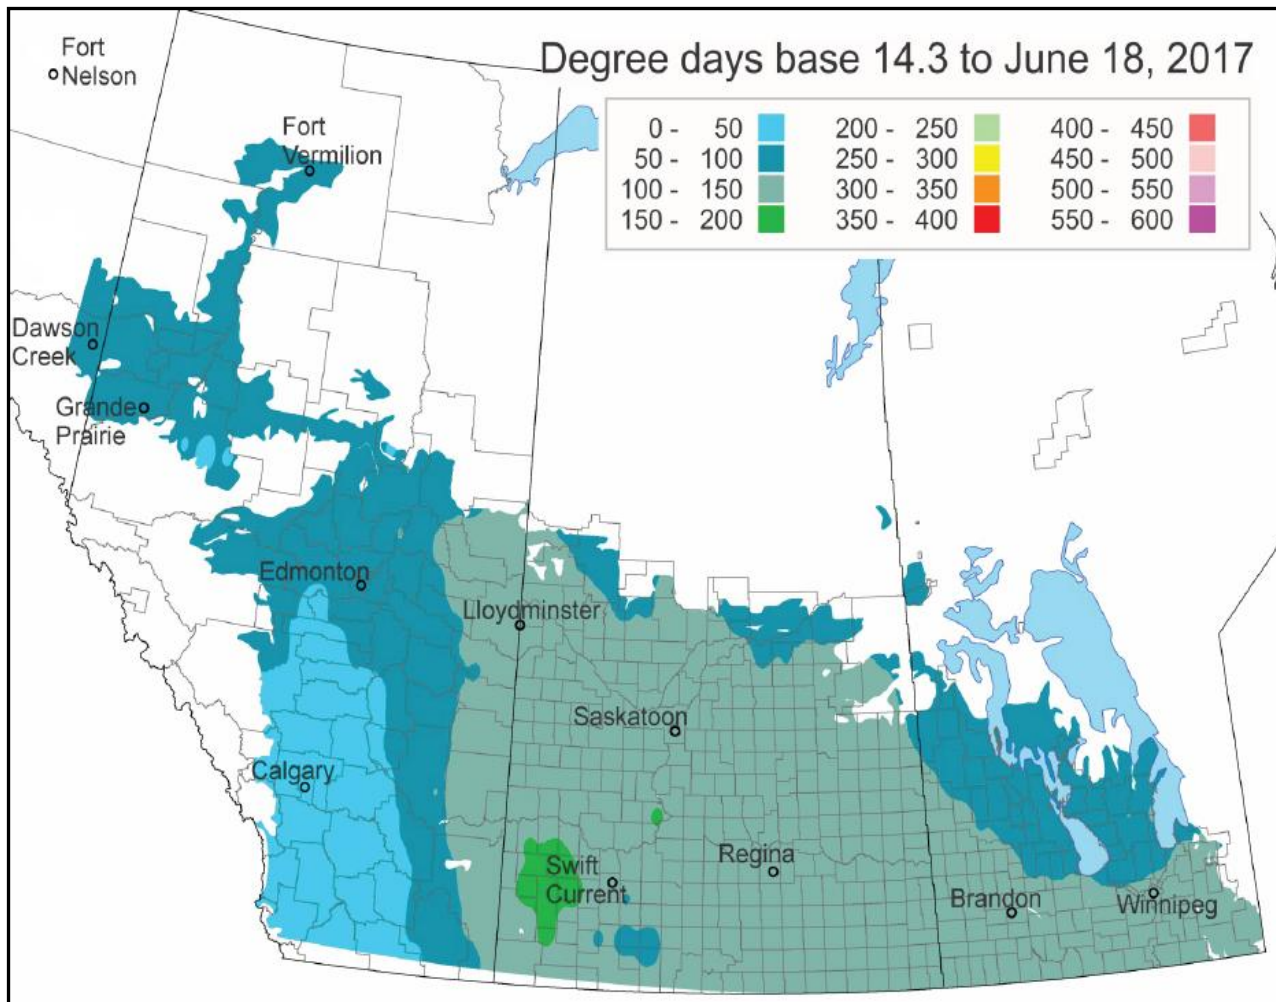 Degree days base 14.3 to June 18, 2017
0 - 50
50 - 100
100 - 150
150 - 200
200 - 250
250 - 300
300 - 350
350 - 400
400 - 450
450 - 500
500 - 550
550 - 600
Fort
Nelson
Fort
Vermilion
Dawson
Creek
Grande
Prairie
Edmonton
Lloydminster
Saskatoon
Calgary
Swift
Current
Regina
Brandon
Winnipeg